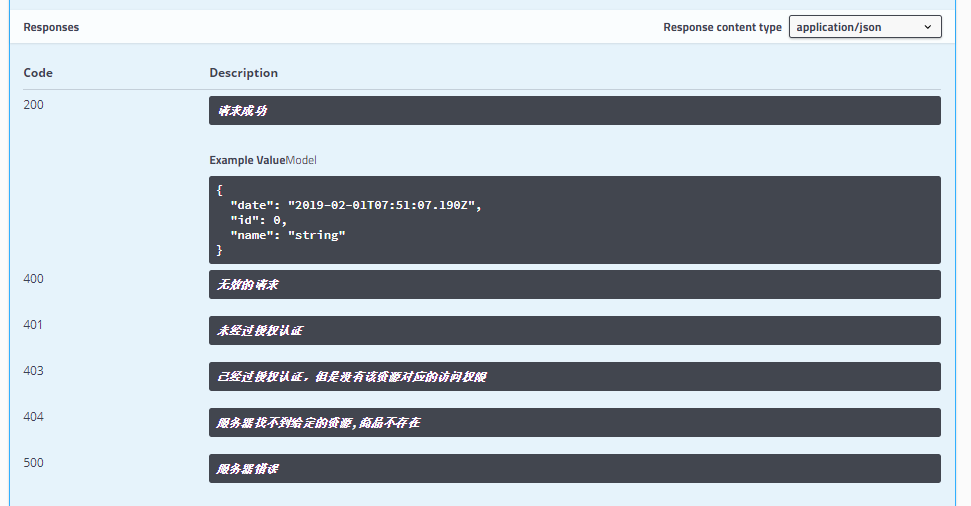 Responses
Response content type application/json
Code Description
200 请求成功
Example ValueModel
{
"date": "2019-02-01T07:51:07.190Z",
"id": 0,
"name": "string"
}
400 无效的请求
401 未经过授权认证
403 已经过授权认证，但是没有该资源对应的访问权限
404 服务器找不到给定的资源,商品不存在
500 服务器错误